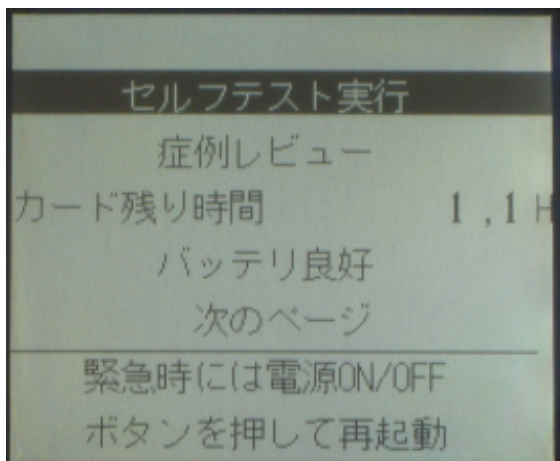 セルフテスト実行
症例レビュー
カード残り時間 1,1H
バッテリ良好
次のページ
緊急時には電源ON/OFF
ボタンを押して再起動